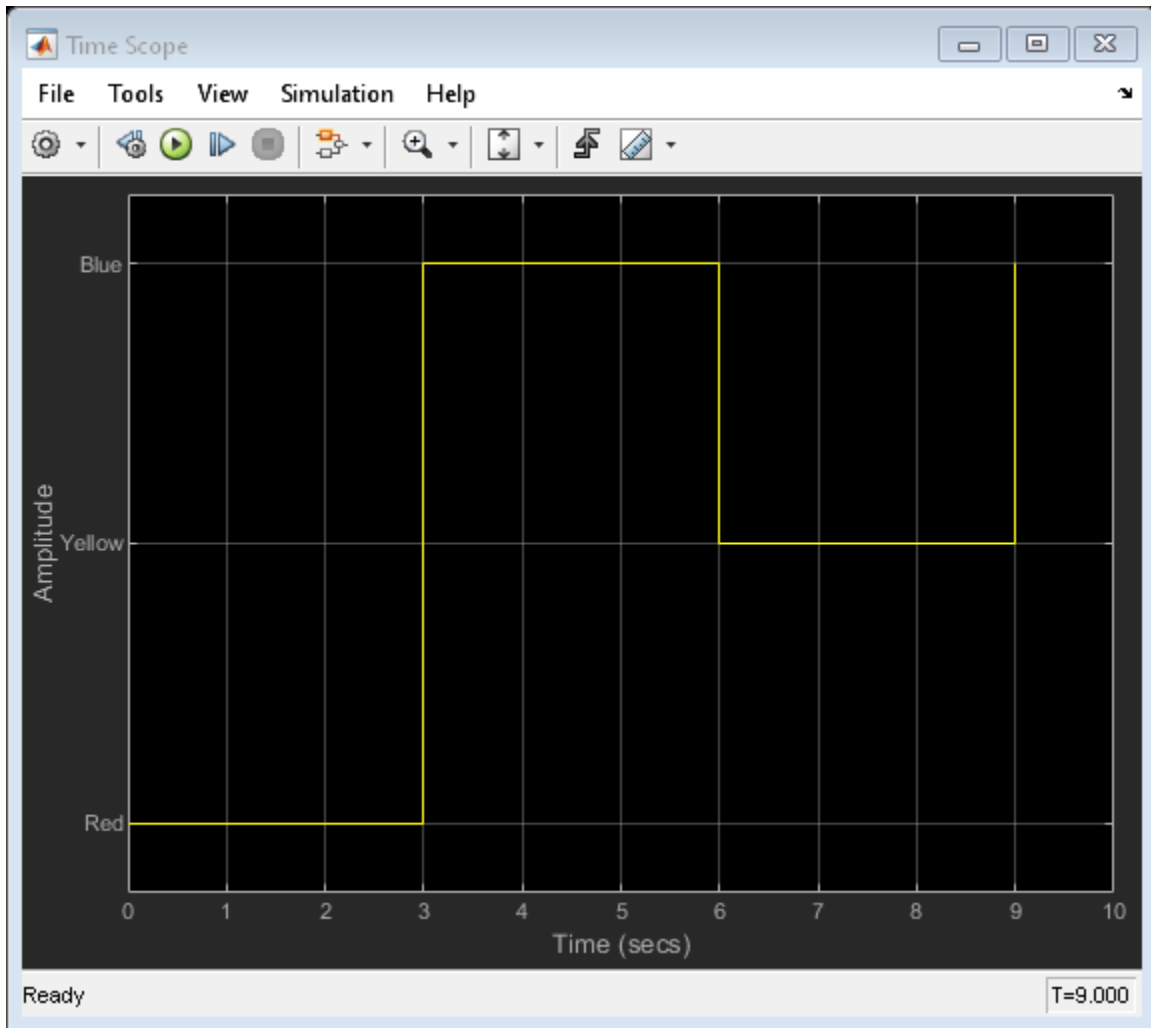 Time Scope
File Tools View Simulation Help
Blue
Yellow
Red
Amplitude
0 1 2 3 4 5 6 7 8 9 10
Time (secs)
Ready T=9.000